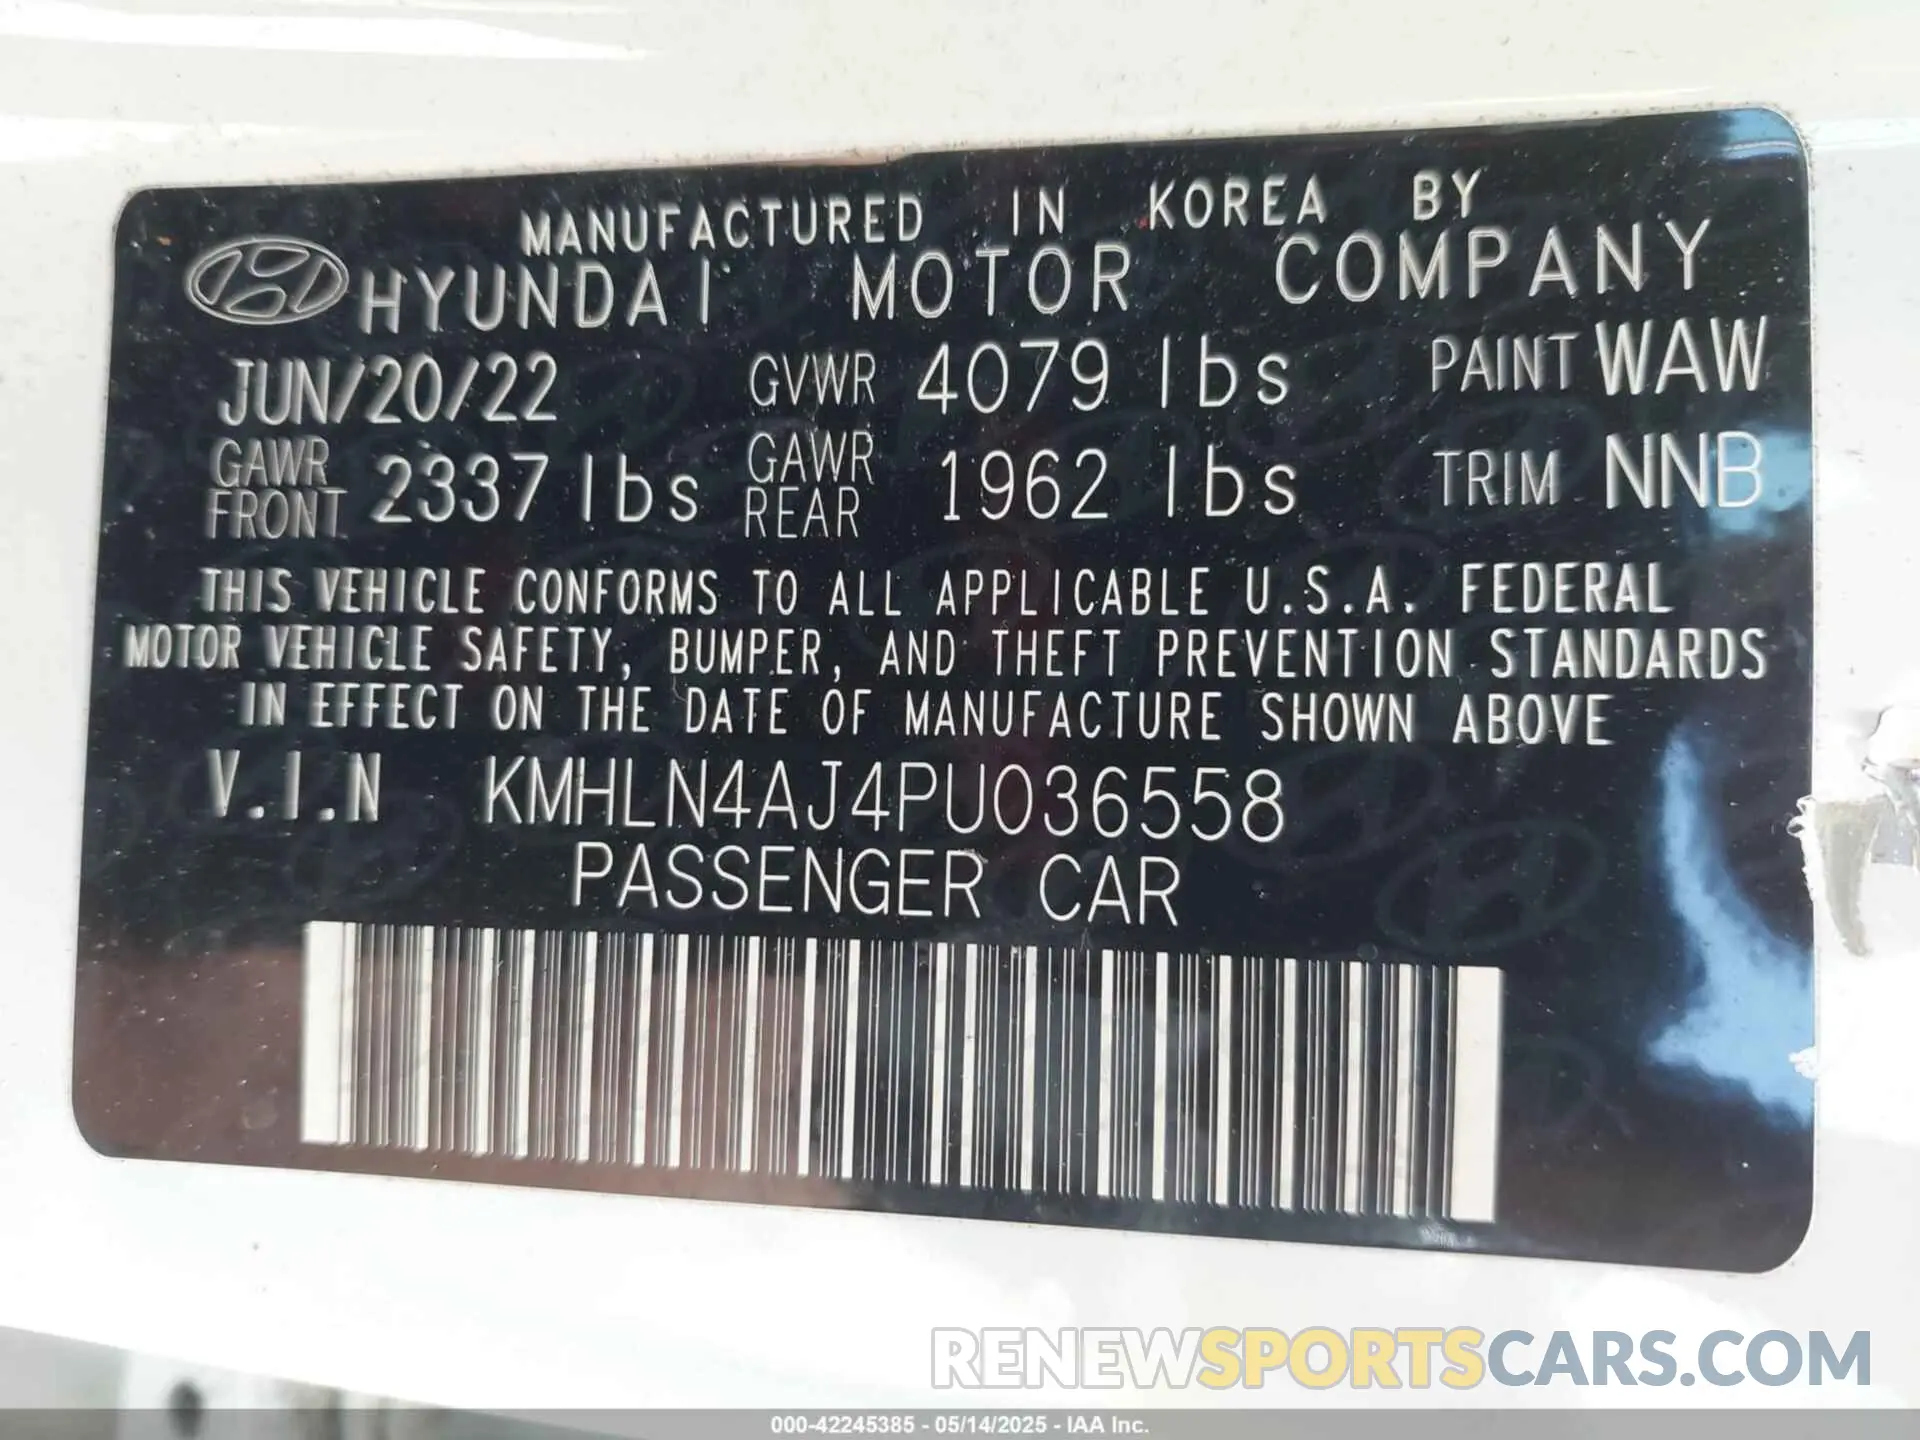 MANUFACTURED IN KOREA BY
HYUNDAI MOTOR COMPANY
JUN/20/22 GVWR 4079 lbs PAINT WAW
GAWR FRONT 2337 lbs GAWR REAR 1962 lbs TRIM NNB
THIS VEHICLE CONFORMS TO ALL APPLICABLE U.S.A. FEDERAL
MOTOR VEHICLE SAFETY, BUMPER, AND THEFT PREVENTION STANDARDS
IN EFFECT ON THE DATE OF MANUFACTURE SHOWN ABOVE
V.I.N KMHLN4AJ4PU036558
PASSENGER CAR
RENEWSPORTSCARS.COM
000-42245385 - 05/14/2025 - IAA Inc.